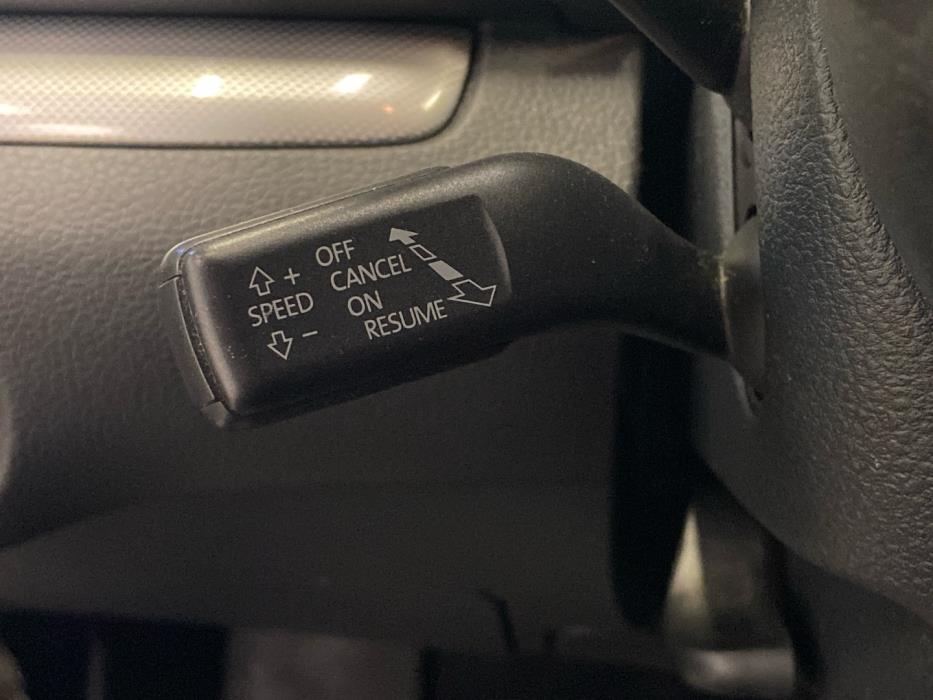 +
SPEED
-
OFF
CANCEL
ON
RESUME